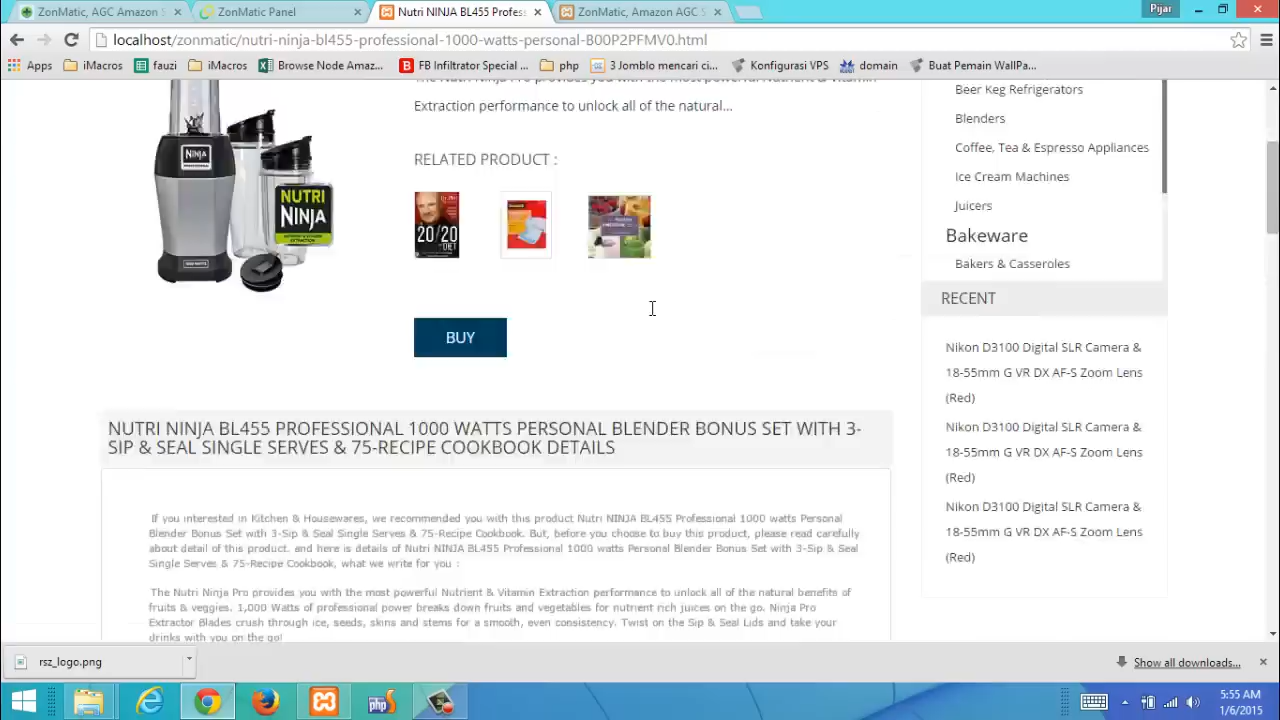 ZonMatic, AGC Amazon S
ZonMatic Panel
Nutri NINJA BL455 Profess
ZonMatic, Amazon AGC S
Pijar
localhost/zonmatic/nutri-ninja-bl455-professional-1000-watts-personal-B00P2PFMV0.html
Apps
iMacros
fauzi
iMacros
Browse Node Amaz...
FB Infiltrator Special ...
php
3 Jomblo mencari ci...
Konfigurasi VPS
domain
Buat Pemain WallPa...
The Nutri Ninja Pro provides you with the most powerful Nutrient & Vitamin
Extraction performance to unlock all of the natural...
RELATED PRODUCT :
NINJA
NUTRI
NINJA
20/20
DIET
BUY
Beer Keg Refrigerators
Blenders
Coffee, Tea & Espresso Appliances
Ice Cream Machines
Juicers
Bakeware
Bakers & Casseroles
RECENT
Nikon D3100 Digital SLR Camera &
18-55mm G VR DX AF-S Zoom Lens
(Red)
Nikon D3100 Digital SLR Camera &
18-55mm G VR DX AF-S Zoom Lens
(Red)
Nikon D3100 Digital SLR Camera &
18-55mm G VR DX AF-S Zoom Lens
(Red)
NUTRI NINJA BL455 PROFESSIONAL 1000 WATTS PERSONAL BLENDER BONUS SET WITH 3-
SIP & SEAL SINGLE SERVES & 75-RECIPE COOKBOOK DETAILS
If you interested in Kitchen & Housewares, we recommended you with this product Nutri NINJA BL455 Professional 1000 watts Personal
Blender Bonus Set with 3-Sip & Seal Single Serves & 75-Recipe Cookbook. But, before you choose to buy this product, please read carefully
about detail of this product. and here is details of Nutri NINJA BL455 Professional 1000 watts Personal Blender Bonus Set with 3-Sip & Seal
Single Serves & 75-Recipe Cookbook, what we write for you :
The Nutri Ninja Pro provides you with the most powerful Nutrient & Vitamin Extraction performance to unlock all of the natural benefits of
fruits & veggies. 1,000 Watts of professional power breaks down fruits and vegetables for nutrient rich juices on the go. Ninja Pro
Extractor Blades crush through ice, seeds, skins and stems for a smooth, even consistency. Twist on the Sip & Seal Lids and take your
drinks with you on the go!
rsz_logo.png
Show all downloads...
php
5:55 AM
1/6/2015